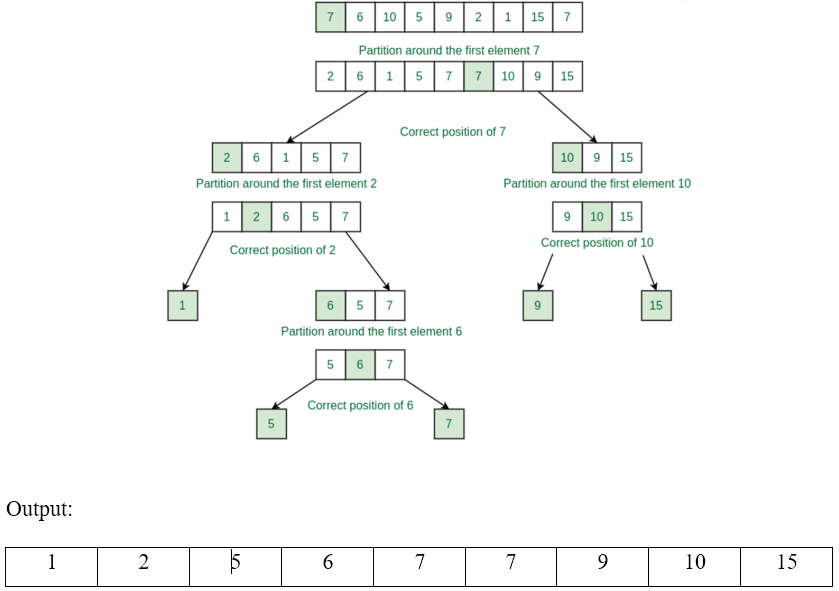 7 6 10 5 9 2 1 15 7
Partition around the first element 7
2 6 1 5 7 7 10 9 15
Correct position of 7
2 6 1 5 7
10 9 15
Partition around the first element 2
Partition around the first element 10
1 2 6 5 7
9 10 15
Correct position of 2
Correct position of 10
1
6 5 7
9
15
Partition around the first element 6
5 6 7
Correct position of 6
5
7
Output:
1 2 5 6 7 7 9 10 15